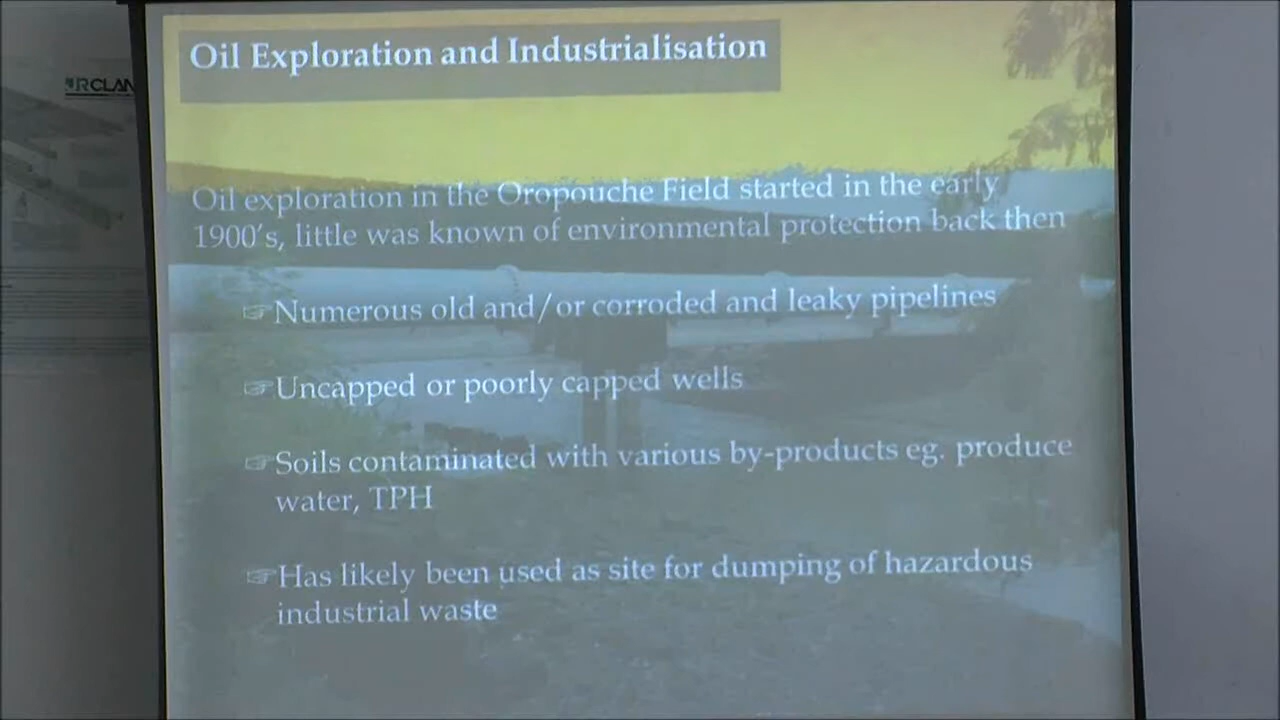 Oil Exploration and Industrialisation
Oil exploration in the Oropouche Field started in the early
1900's, little was known of environmental protection back then
Numerous old and/or corroded and leaky pipelines
Uncapped or poorly capped wells
Soils contaminated with various by-products eg. produce
water, TPH
Has likely been used as site for dumping of hazardous
industrial waste